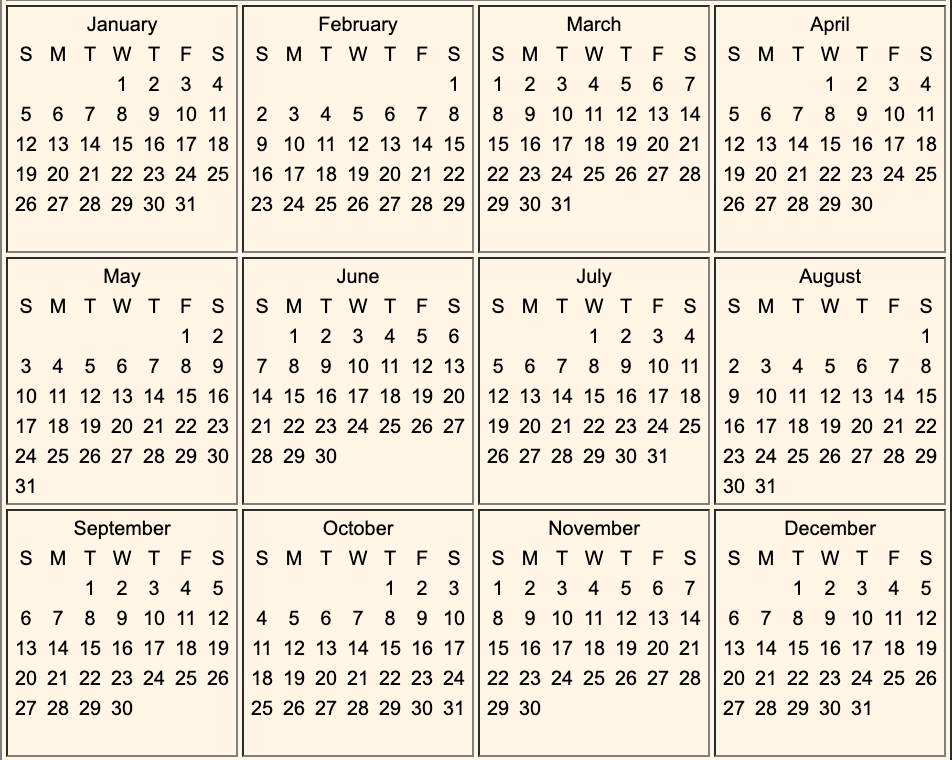 January
S M T W T F S
1 2 3 4
5 6 7 8 9 10 11
12 13 14 15 16 17 18
19 20 21 22 23 24 25
26 27 28 29 30 31
February
S M T W T F S
1
2 3 4 5 6 7 8
9 10 11 12 13 14 15
16 17 18 19 20 21 22
23 24 25 26 27 28 29
March
S M T W T F S
1 2 3 4 5 6 7
8 9 10 11 12 13 14
15 16 17 18 19 20 21
22 23 24 25 26 27 28
29 30 31
April
S M T W T F S
1 2 3 4
5 6 7 8 9 10 11
12 13 14 15 16 17 18
19 20 21 22 23 24 25
26 27 28 29 30
May
S M T W T F S
1 2
3 4 5 6 7 8 9
10 11 12 13 14 15 16
17 18 19 20 21 22 23
24 25 26 27 28 29 30
31
June
S M T W T F S
1 2 3 4 5 6
7 8 9 10 11 12 13
14 15 16 17 18 19 20
21 22 23 24 25 26 27
28 29 30
July
S M T W T F S
1 2 3 4
5 6 7 8 9 10 11
12 13 14 15 16 17 18
19 20 21 22 23 24 25
26 27 28 29 30 31
August
S M T W T F S
1
2 3 4 5 6 7 8
9 10 11 12 13 14 15
16 17 18 19 20 21 22
23 24 25 26 27 28 29
30 31
September
S M T W T F S
1 2 3 4 5
6 7 8 9 10 11 12
13 14 15 16 17 18 19
20 21 22 23 24 25 26
27 28 29 30
October
S M T W T F S
1 2 3
4 5 6 7 8 9 10
11 12 13 14 15 16 17
18 19 20 21 22 23 24
25 26 27 28 29 30 31
November
S M T W T F S
1 2 3 4 5 6 7
8 9 10 11 12 13 14
15 16 17 18 19 20 21
22 23 24 25 26 27 28
29 30
December
S M T W T F S
1 2 3 4 5
6 7 8 9 10 11 12
13 14 15 16 17 18 19
20 21 22 23 24 25 26
27 28 29 30 31